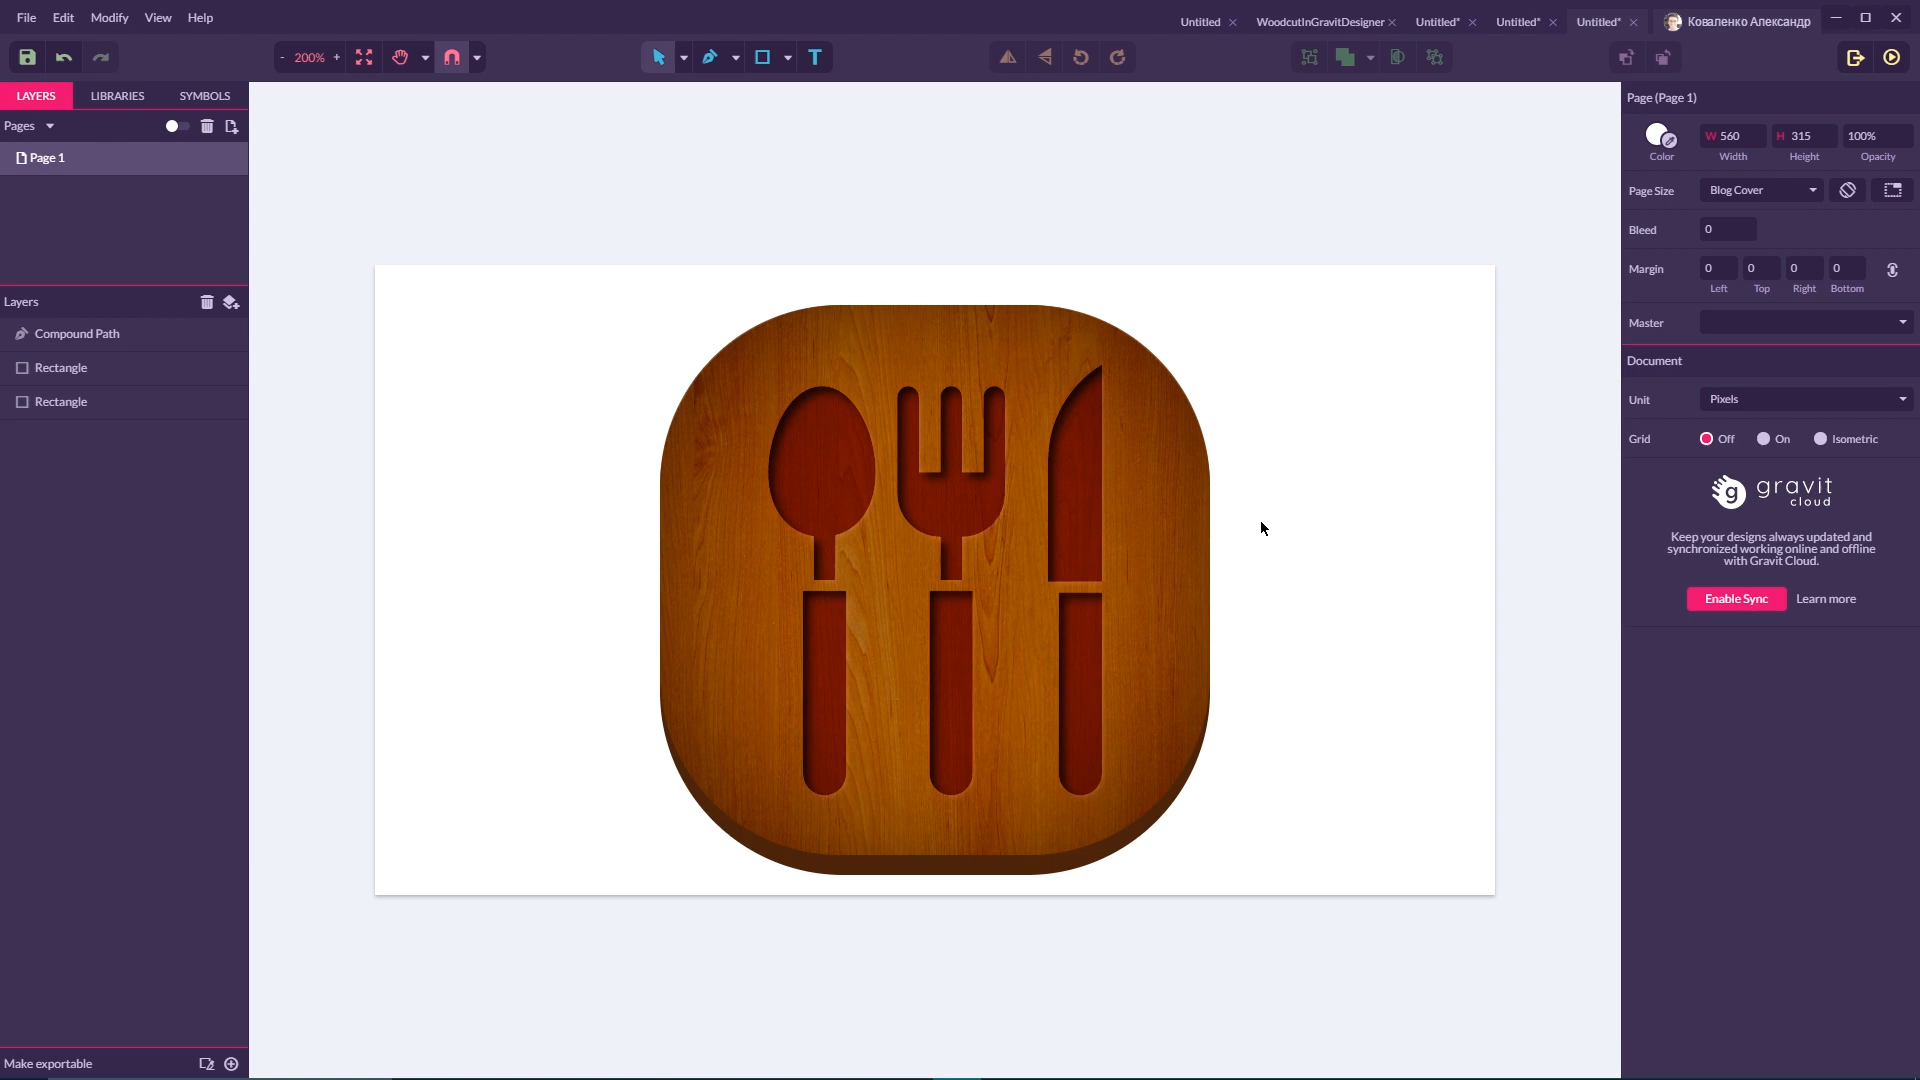 File Edit Modify View Help
Untitled WoodcutInGravitDesigner Untitled* Untitled* Untitled* Коваленко Александр
- 200% +
T
LAYERS LIBRARIES SYMBOLS
Pages
Page 1
Layers
Compound Path
Rectangle
Rectangle
Make exportable
Page (Page 1)
W 560 H 315 100%
Color Width Height Opacity
Page Size Blog Cover
Bleed 0
Margin 0 0 0 0
Left Top Right Bottom
Master
Document
Unit Pixels
Grid Off On Isometric
g gravit
cloud
Keep your designs always updated and
synchronized working online and offline
with Gravit Cloud.
Enable Sync Learn more